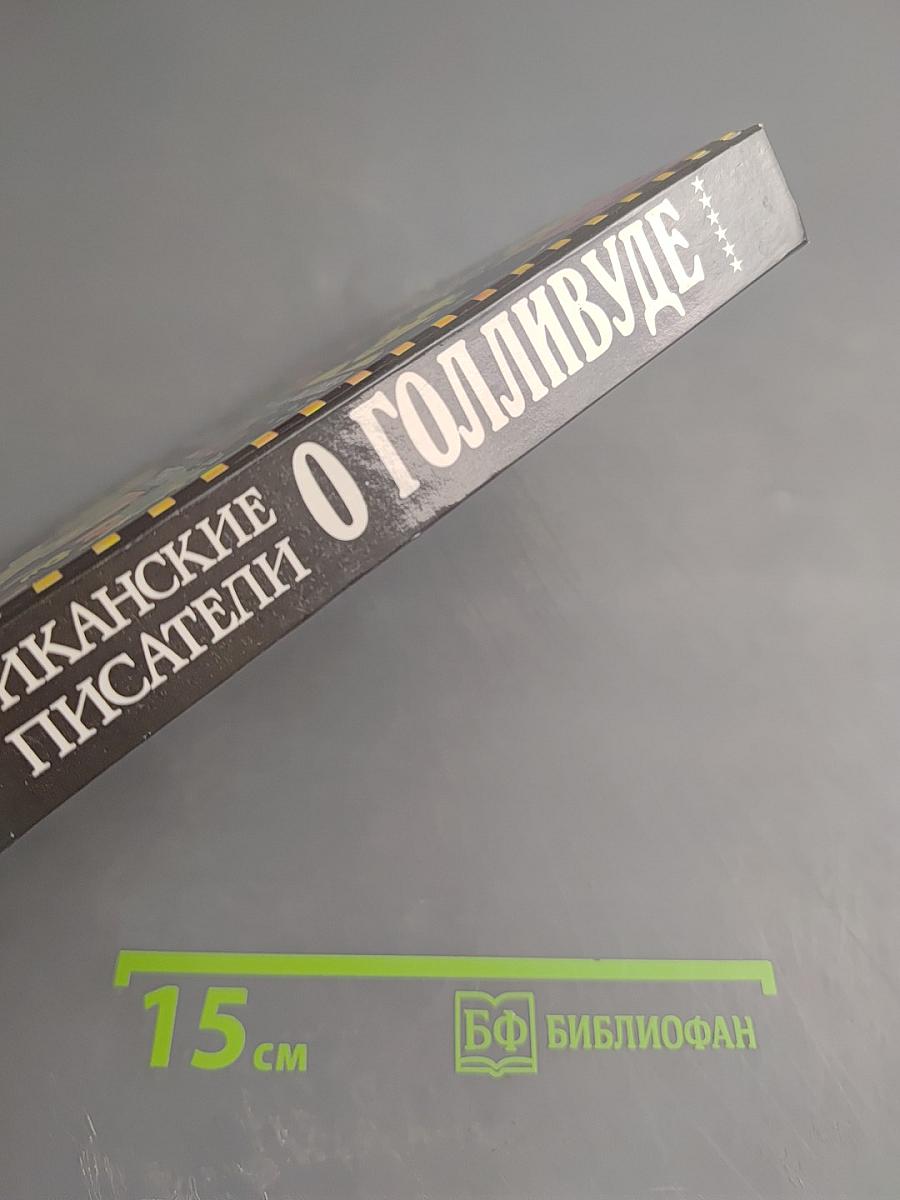 ИКАНСКИЕ
ПИСАТЕЛИ
О ГОЛЛИВУДЕ
15 см
БФ БИБЛИОФАН